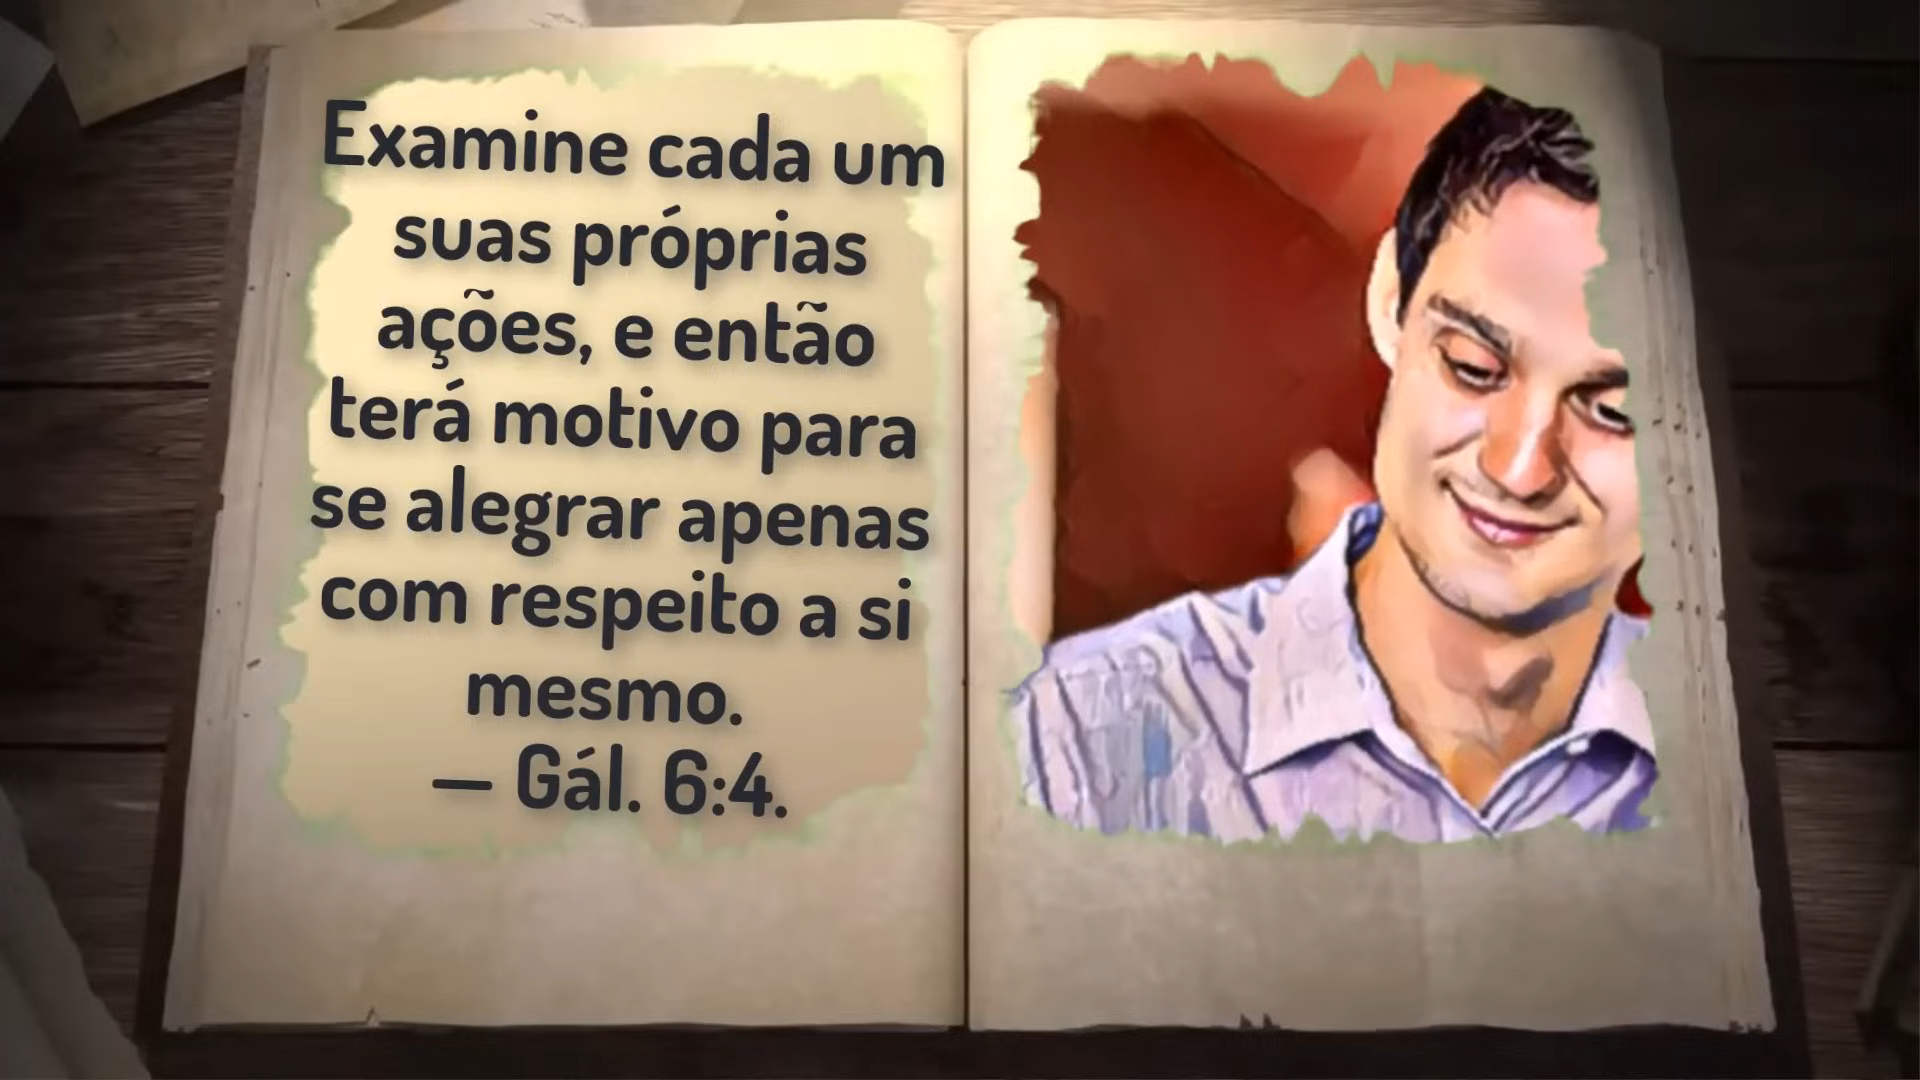 Examine cada um
suas próprias
ações, e então
terá motivo para
se alegrar apenas
com respeito a si
mesmo.
— Gál. 6:4.